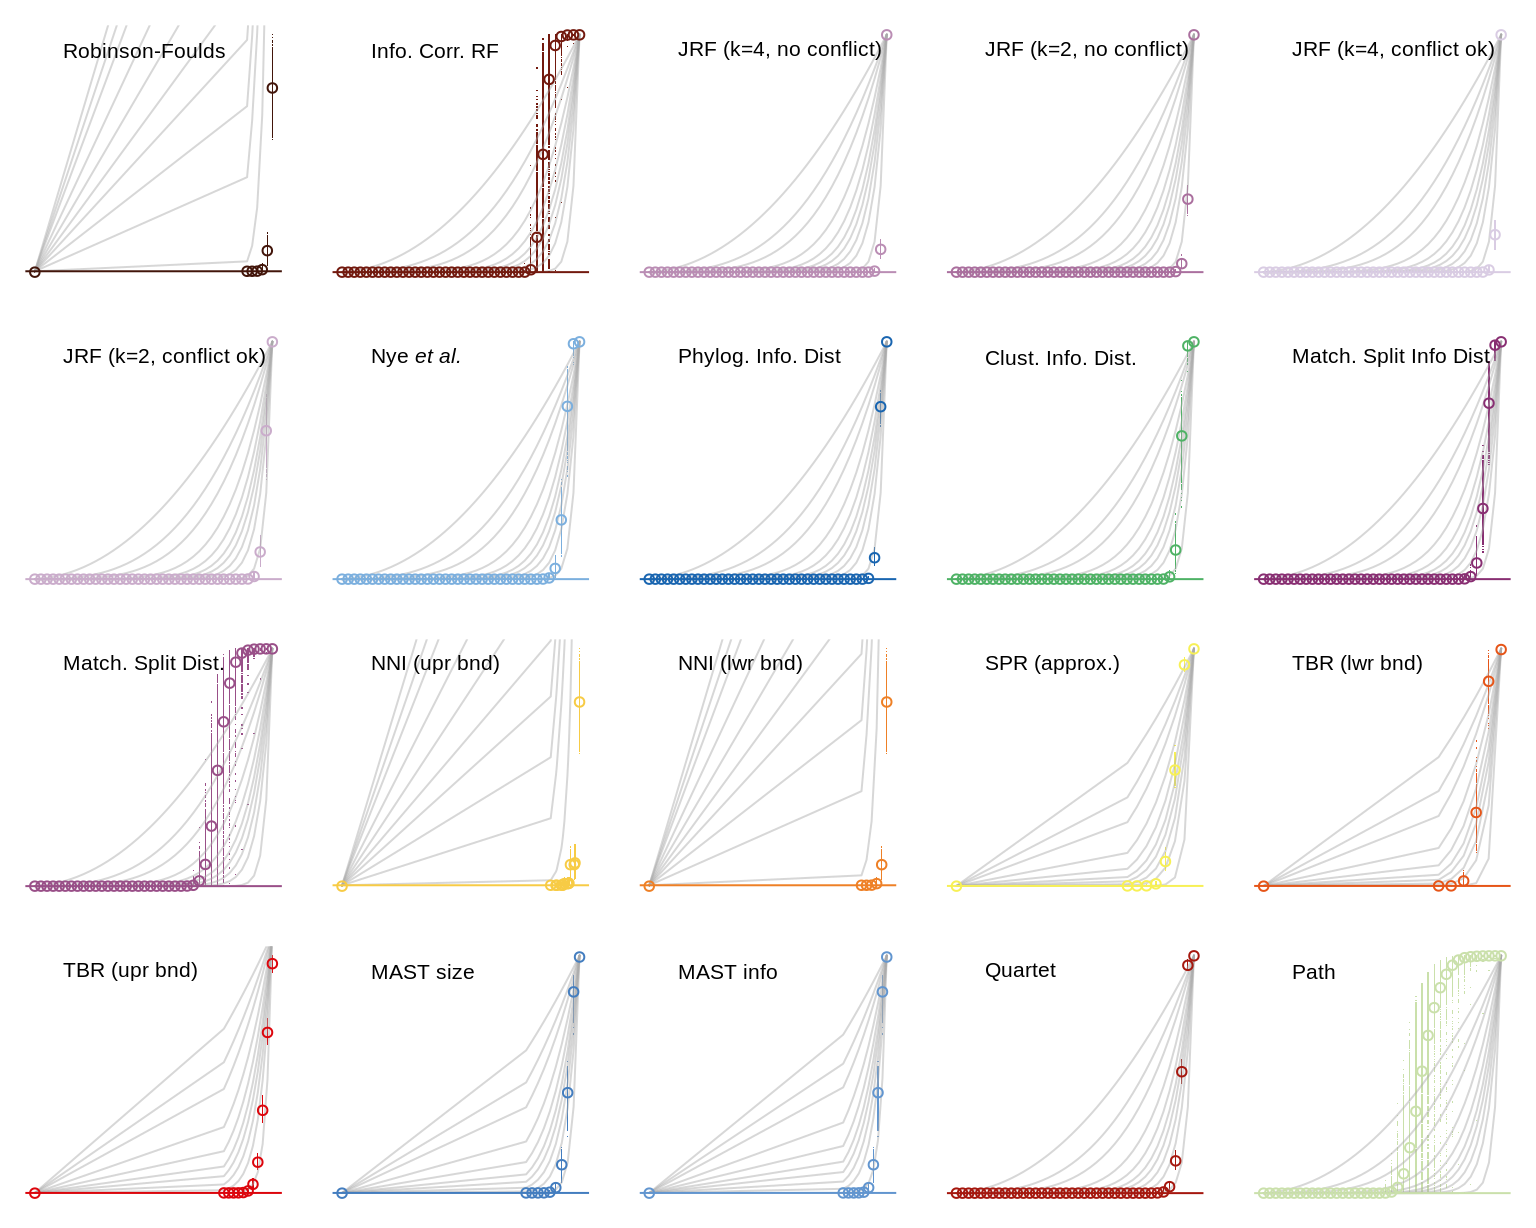 Robinson-Foulds
Info. Corr. RF
JRF (k=4, no conflict)
JRF (k=2, no conflict)
JRF (k=4, conflict ok)
JRF (k=2, conflict ok)
Nye et al.
Phylog. Info. Dist
Clust. Info. Dist.
Match. Split Info Dist.
Match. Split Dist.
NNI (upr bnd)
NNI (lwr bnd)
SPR (approx.)
TBR (lwr bnd)
TBR (upr bnd)
MAST size
MAST info
Quartet
Path